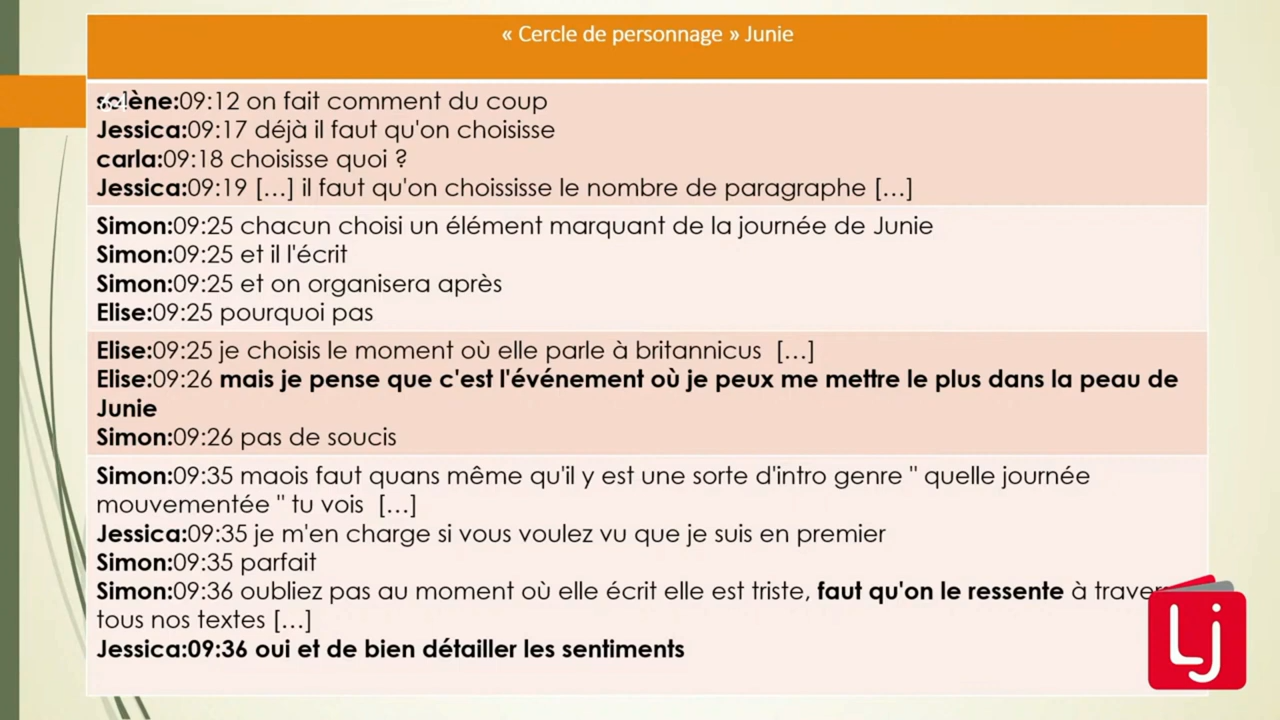 « Cercle de personnage » Junie
solène:09:12 on fait comment du coup
Jessica:09:17 déjà il faut qu'on choisisse
carla:09:18 choisisse quoi ?
Jessica:09:19 […] il faut qu'on choississe le nombre de paragraphe […]
Simon:09:25 chacun choisi un élément marquant de la journée de Junie
Simon:09:25 et il l'écrit
Simon:09:25 et on organisera après
Elise:09:25 pourquoi pas
Elise:09:25 je choisis le moment où elle parle à britannicus […]
Elise:09:26 mais je pense que c'est l'événement où je peux me mettre le plus dans la peau de
Junie
Simon:09:26 pas de soucis
Simon:09:35 maois faut quans même qu'il y est une sorte d'intro genre " quelle journée
mouvementée " tu vois […]
Jessica:09:35 je m'en charge si vous voulez vu que je suis en premier
Simon:09:35 parfait
Simon:09:36 oubliez pas au moment où elle écrit elle est triste, faut qu'on le ressente à
tous nos textes […]
Jessica:09:36 oui et de bien détailler les sentiments
Lj